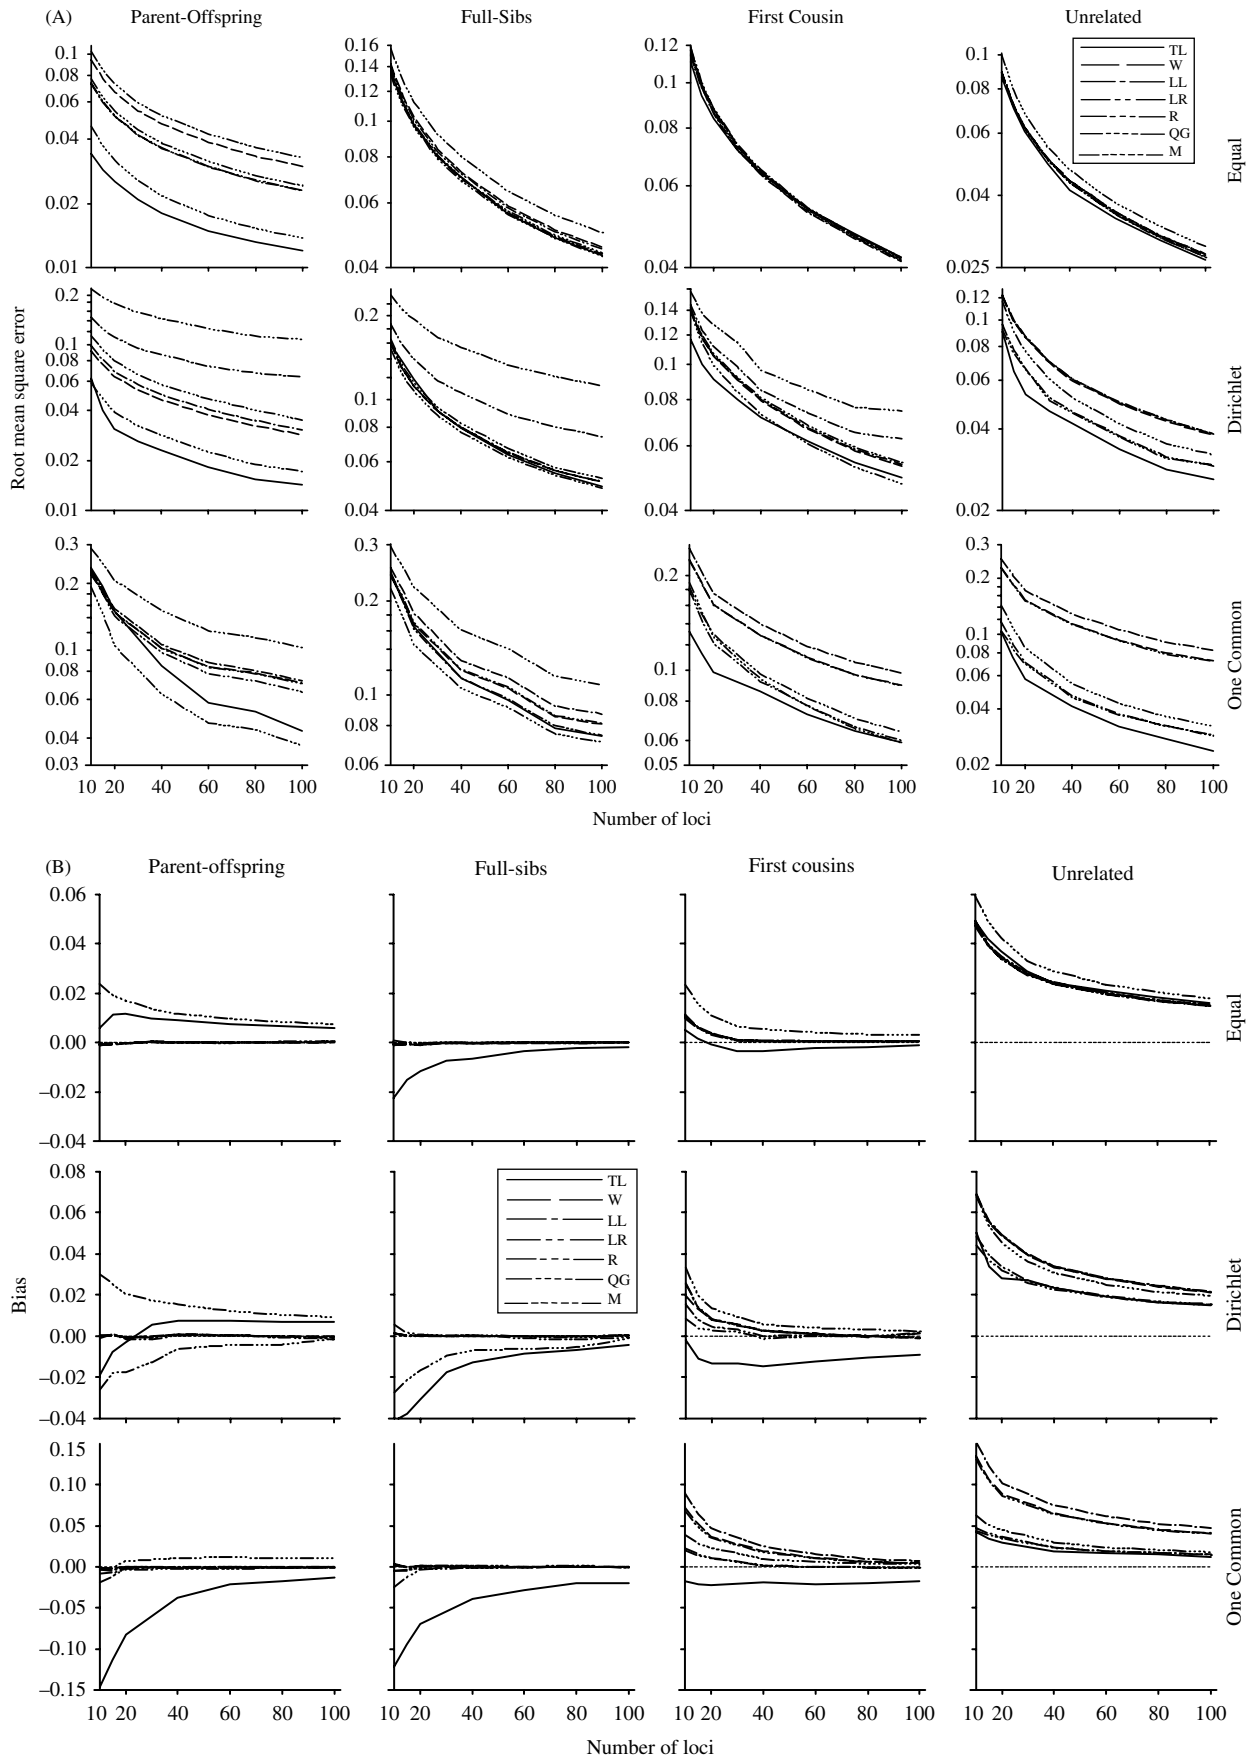 (A) Parent-Offspring Full-Sibs First Cousin Unrelated
0.1 0.08 0.06 0.04 0.02 0.01
0.16 0.14 0.12 0.1 0.08 0.06 0.04
0.12 0.1 0.08 0.06 0.04
0.1 0.08 0.06 0.04 0.025
TL
W
LL
LR
R
QG
M
Equal
Root mean square error
0.2 0.1 0.08 0.06 0.04 0.02 0.01
0.2 0.1 0.08 0.06 0.04
0.14 0.12 0.1 0.08 0.06 0.04
0.12 0.1 0.08 0.06 0.04 0.02
Dirichlet
0.3 0.2 0.1 0.08 0.06 0.04 0.03
0.3 0.2 0.1 0.08 0.06
0.2 0.1 0.08 0.06 0.05
0.3 0.2 0.1 0.08 0.06 0.04 0.02
One Common
10 20 40 60 80 100 10 20 40 60 80 100 10 20 40 60 80 100 10 20 40 60 80 100
Number of loci
(B) Parent-offspring Full-sibs First cousins Unrelated
0.06
0.04
0.02
0.00
–0.02
–0.04
Equal
Bias
0.08
0.06
0.04
0.02
0.00
–0.02
–0.04
TL
W
LL
LR
R
QG
M
Dirichlet
0.15
0.10
0.05
0.00
–0.05
–0.10
–0.15
One Common
10 20 40 60 80 100 10 20 40 60 80 100 10 20 40 60 80 100 10 20 40 60 80 100
Number of loci